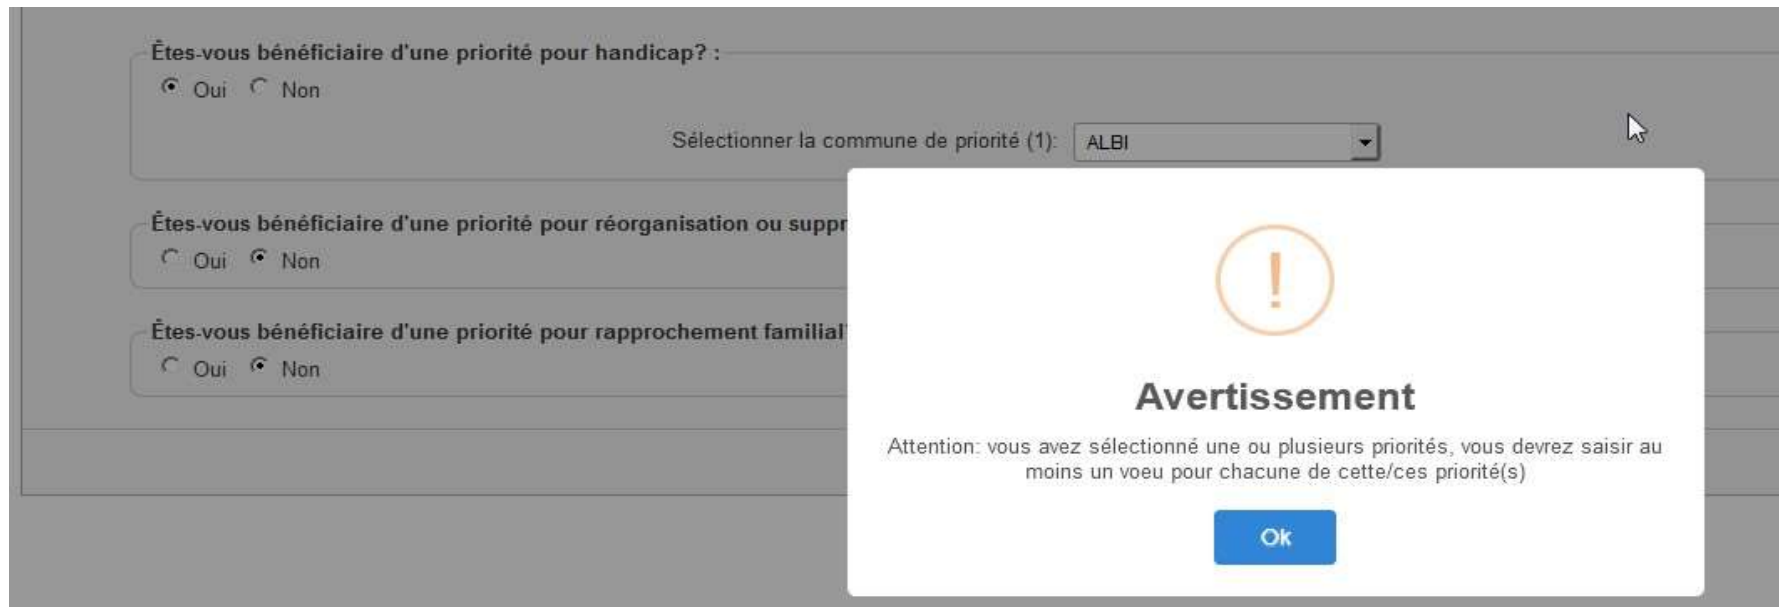 Êtes-vous bénéficiaire d'une priorité pour handicap? :
Oui Non
Sélectionner la commune de priorité (1): ALBI
Êtes-vous bénéficiaire d'une priorité pour réorganisation ou suppr
Oui Non
Êtes-vous bénéficiaire d'une priorité pour rapprochement familial
Oui Non
!
Avertissement
Attention: vous avez sélectionné une ou plusieurs priorités, vous devrez saisir au
moins un voeu pour chacune de cette/ces priorité(s)
Ok